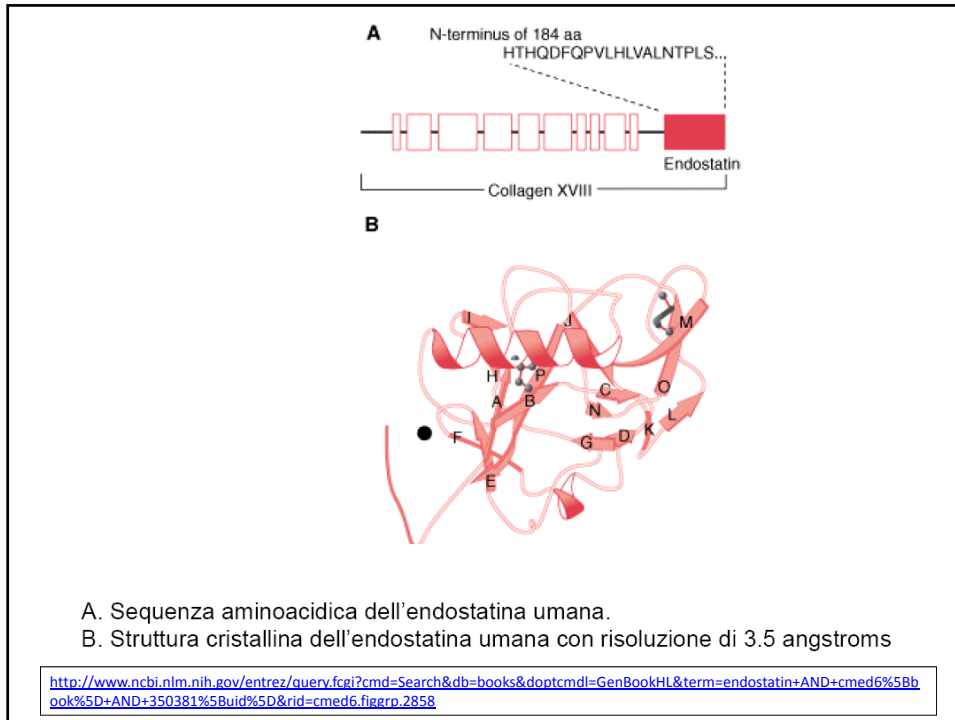 A
N-terminus of 184 aa
HTHQDFQPVLHLVALNTPLS...
Endostatin
Collagen XVIII
B
I
J
M
H
P
A
B
C
O
N
L
F
G
D
K
E
A. Sequenza aminoacidica dell'endostatina umana.
B. Struttura cristallina dell'endostatina umana con risoluzione di 3.5 angstroms
http://www.ncbi.nlm.nih.gov/entrez/query.fcgi?cmd=Search&db=books&doptcmdl=GenBookHL&term=endostatin+AND+cmed6%5Bb
ook%5D+AND+350381%5Buid%5D&rid=cmed6.figgrp.2858